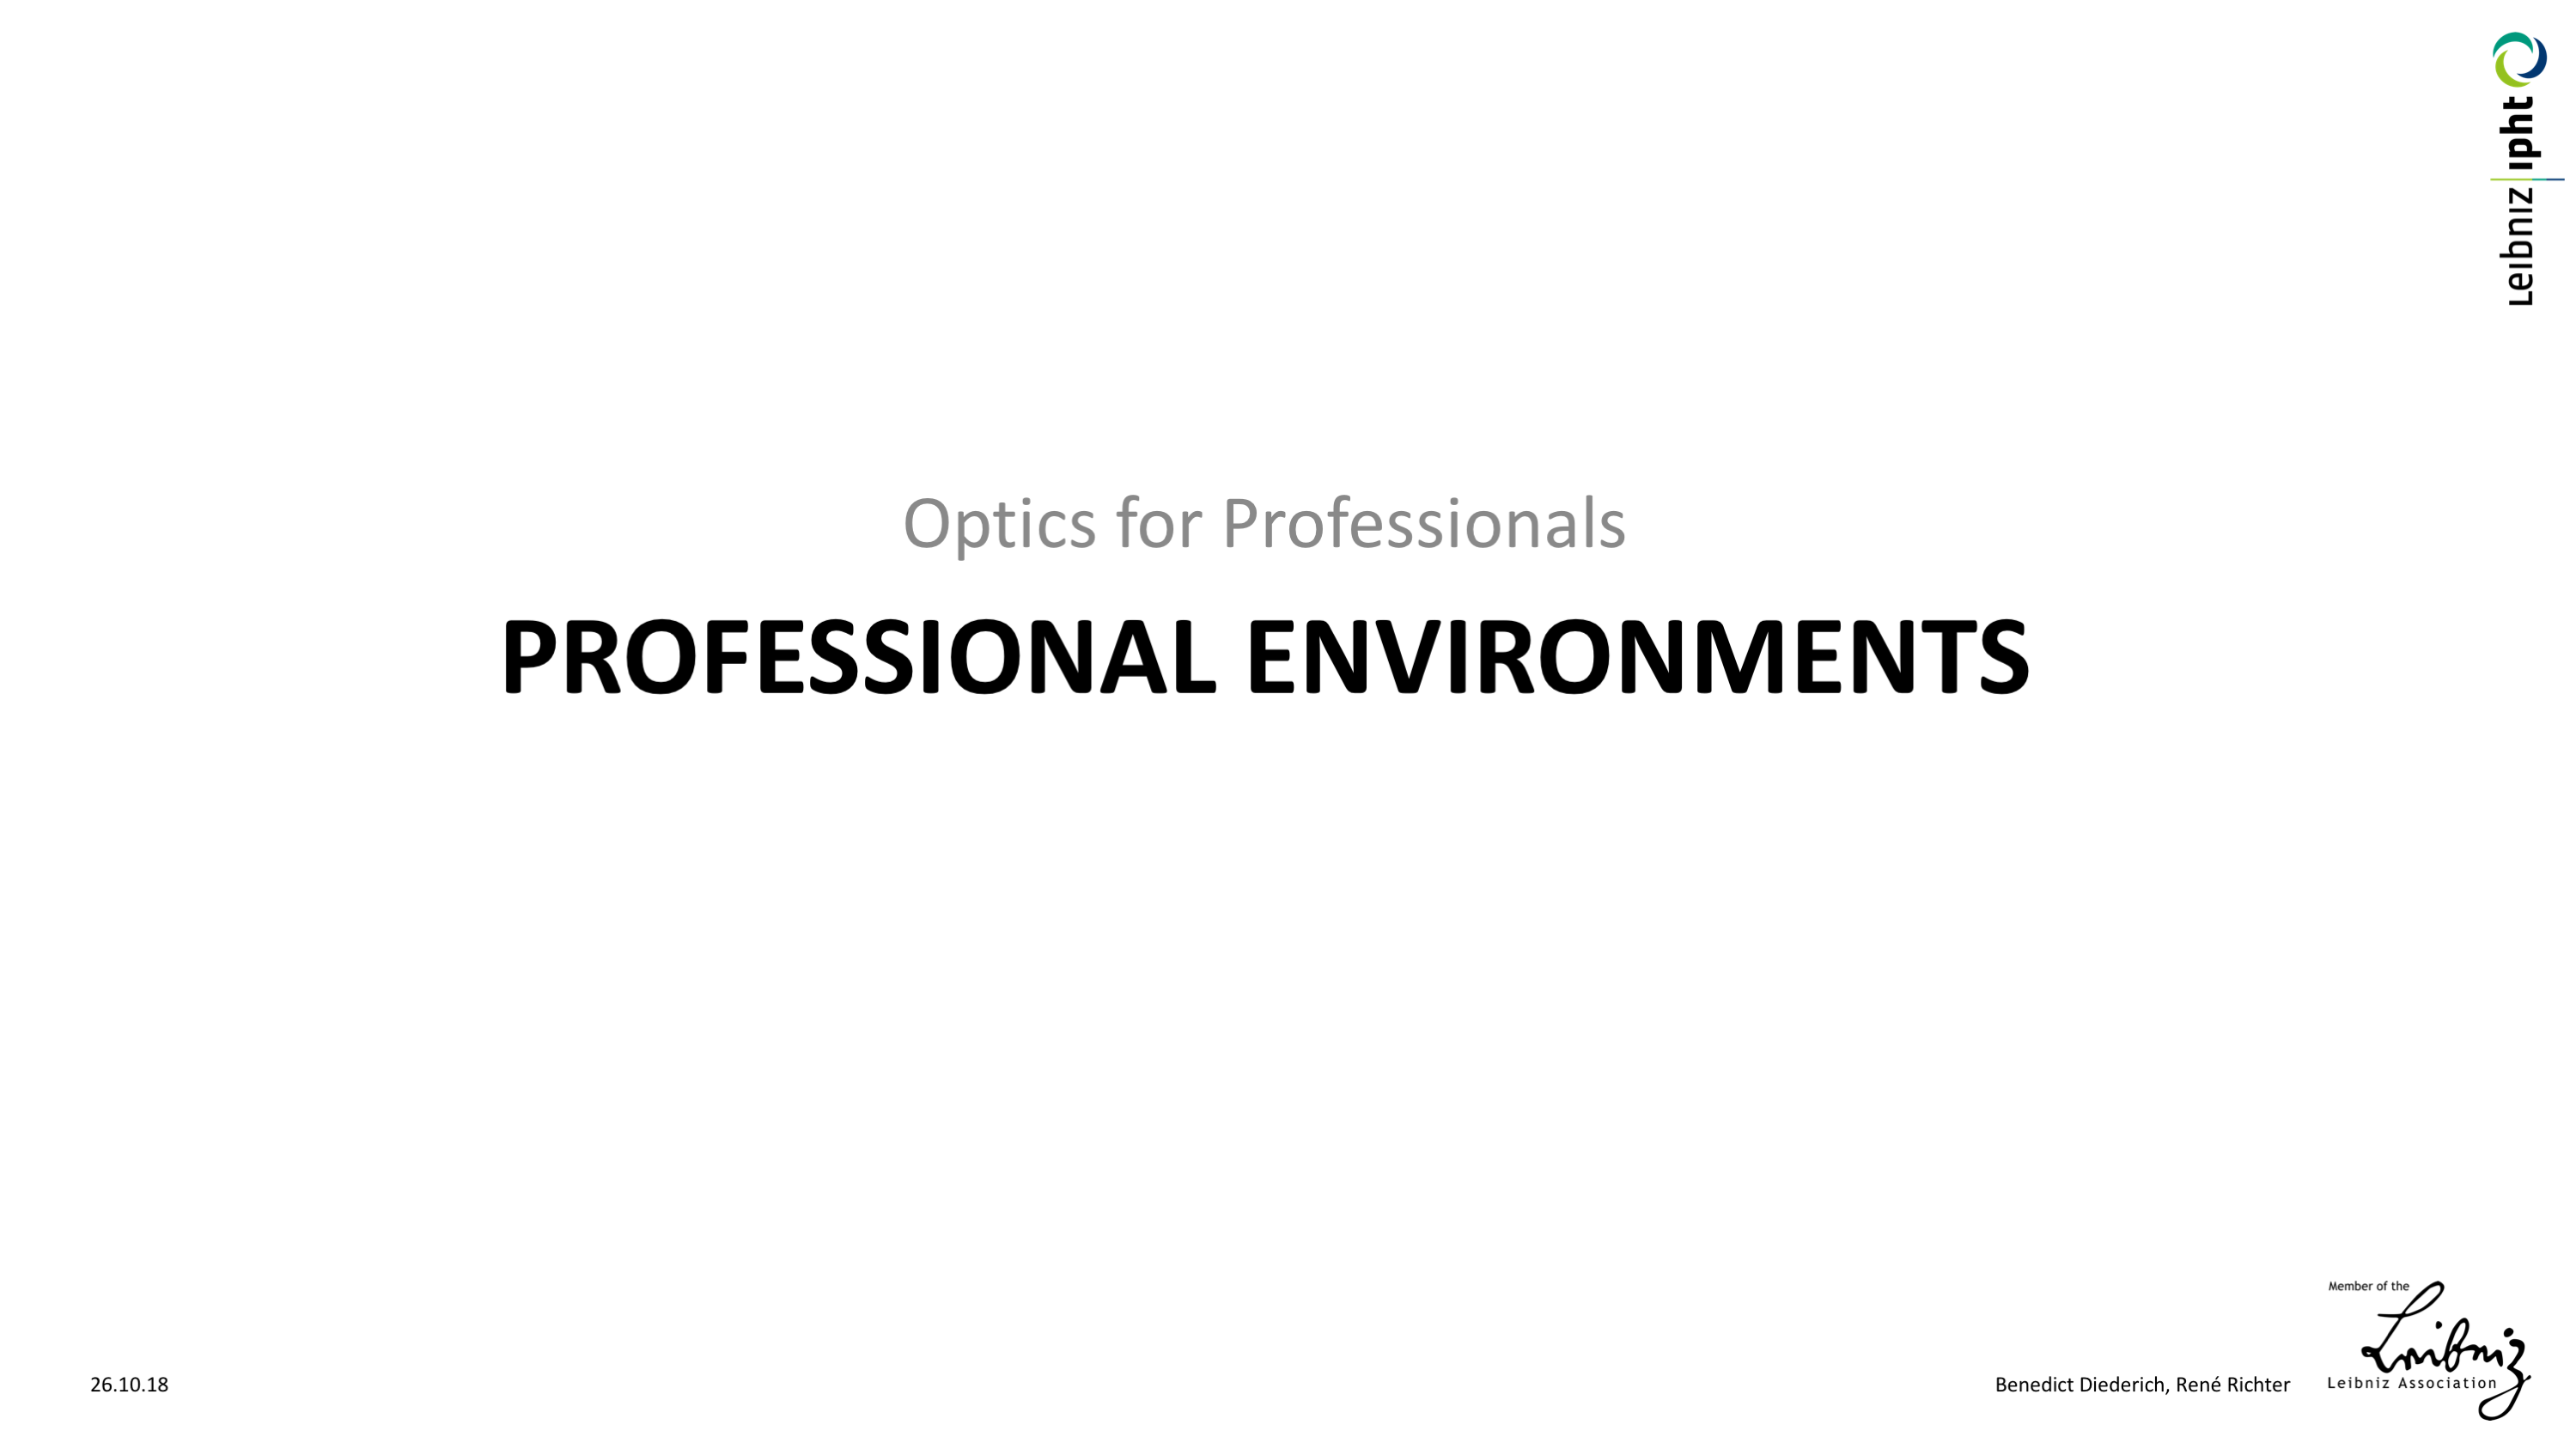 Leibniz ipht
Optics for Professionals
PROFESSIONAL ENVIRONMENTS
Member of the
Leibniz
Leibniz Association
26.10.18
Benedict Diederich, René Richter